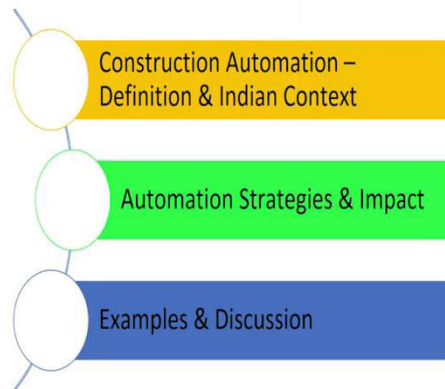 Construction Automation –
Definition & Indian Context
Automation Strategies & Impact
Examples & Discussion